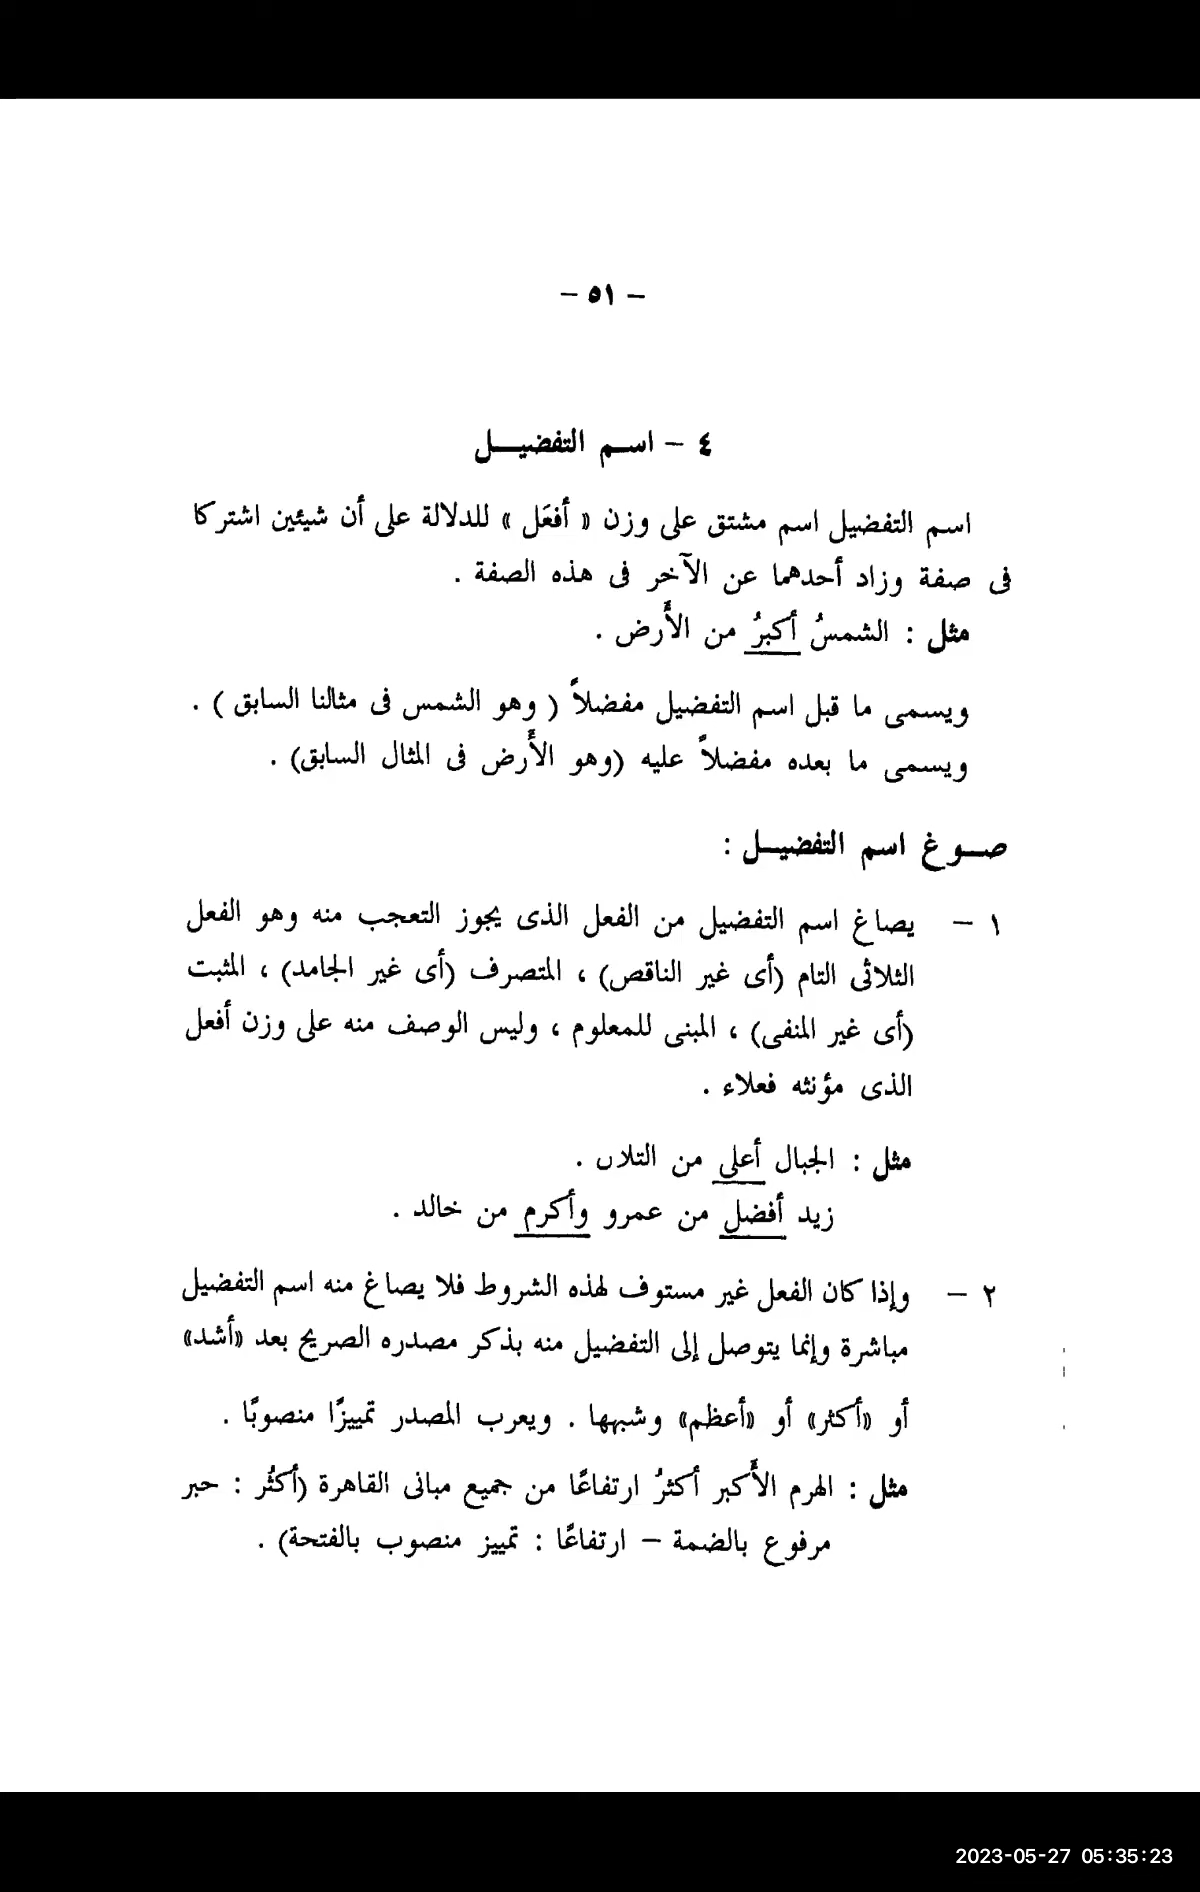 - ٥١ -
٤ - اسم التفضيل
اسم التفضيل اسم مشتق على وزن « أفعَل » للدلالة على أن شيئين اشتركا
فى صفة وزاد أحدهما عن الآخر فى هذه الصفة .
مثل : الشمسُ أكبرُ من الأَرض .
ويسمى ما قبل اسم التفضيل مفضلاً ( وهو الشمس فى مثالنا السابق ) .
ويسمى ما بعده مفضلاً عليه (وهو الأَرض فى المثال السابق) .
صوغ اسم التفضيل :
١ - يصاغ اسم التفضيل من الفعل الذى يجوز التعجب منه وهو الفعل
الثلاثى التام (أى غير الناقص) ، المتصرف (أى غير الجامد) ، المثبت
(أى غير المنفى) ، المبنى للمعلوم ، وليس الوصف منه على وزن أفعل
الذى مؤنثه فعلاء .
مثل : الجبال أعلى من التلال .
زيد أفضل من عمرو وأكرم من خالد .
٢ - وإذا كان الفعل غير مستوف لهذه الشروط فلا يصاغ منه اسم التفضيل
مباشرة وإنما يتوصل إلى التفضيل منه بذكر مصدره الصريح بعد «أشد»
أو «أكثر» أو «أعظم» وشبهها . ويعرب المصدر تمييزًا منصوبًا .
مثل : الهرم الأَكبر أكثرُ ارتفاعًا من جميع مبانى القاهرة (أكثُر : خبر
مرفوع بالضمة - ارتفاعًا : تمييز منصوب بالفتحة) .
2023-05-27 05:35:23